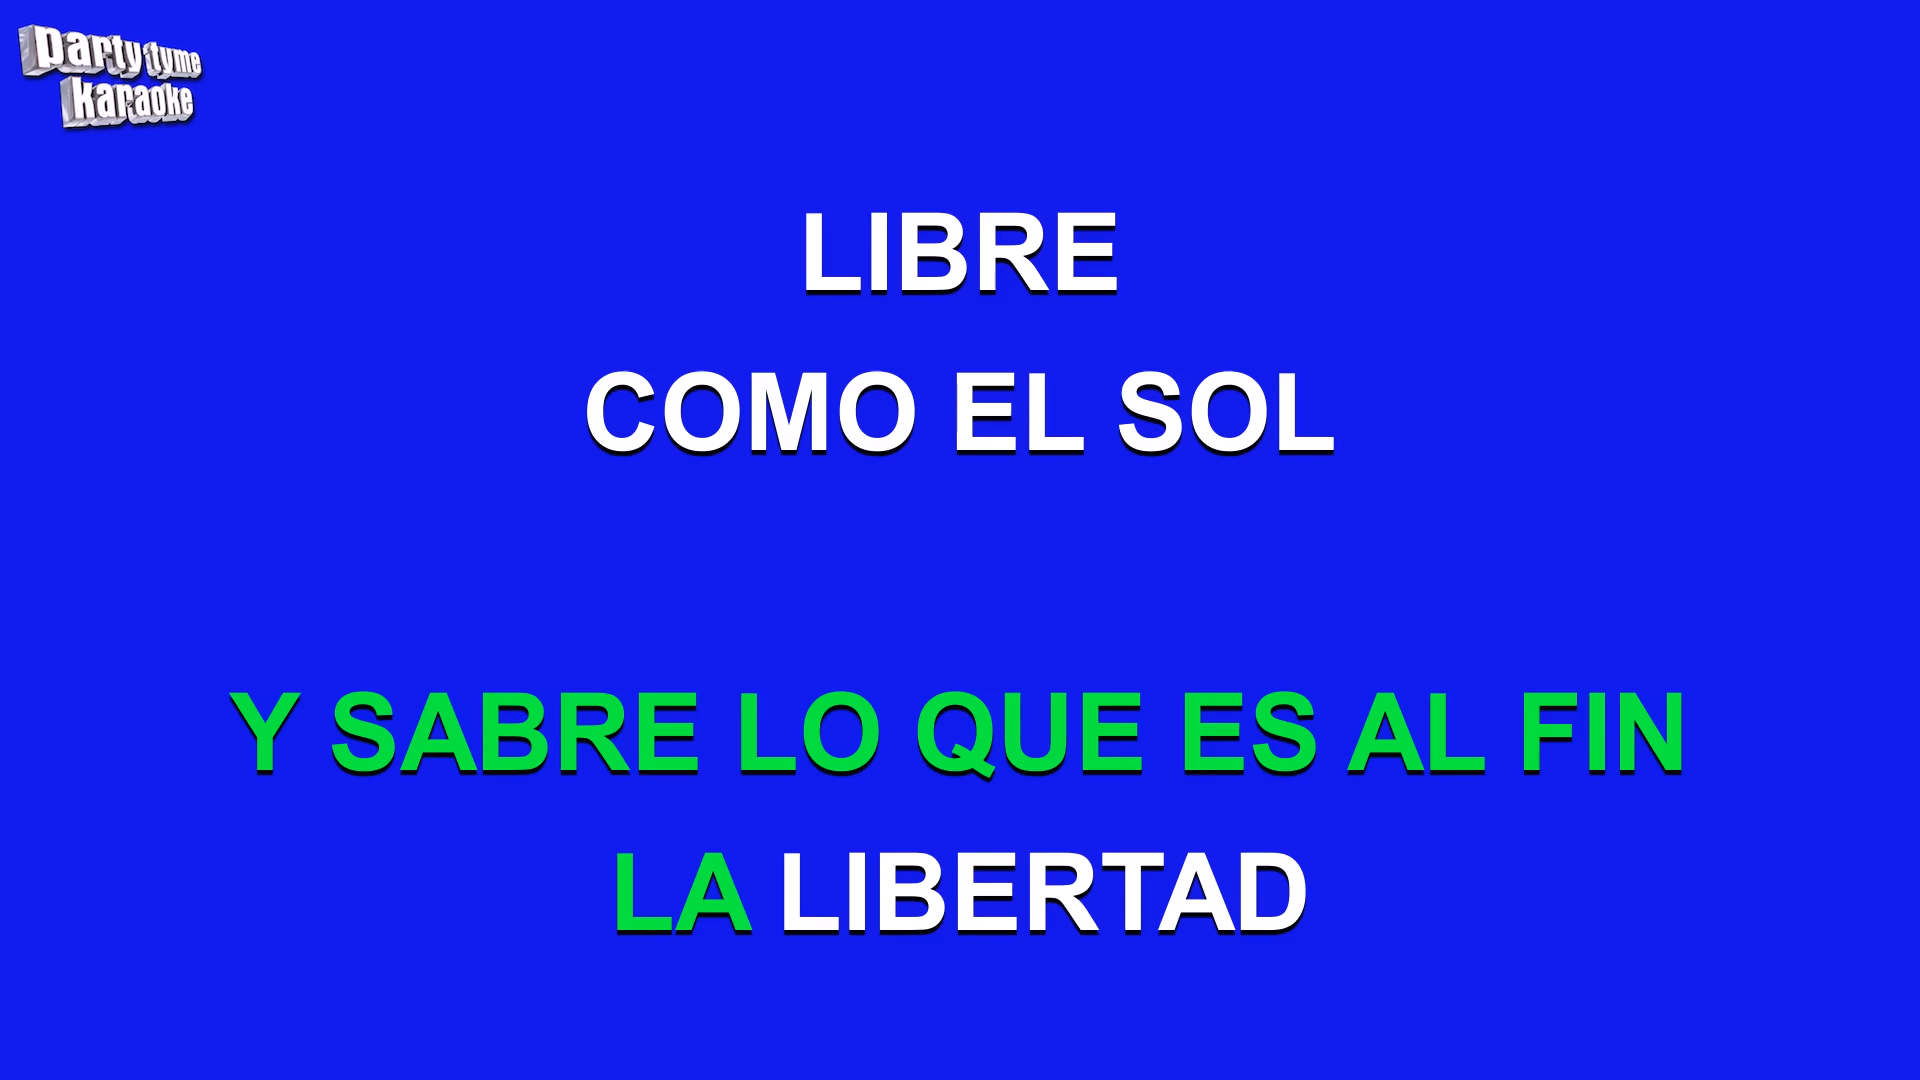 party tyme
karaoke
LIBRE
COMO EL SOL
Y SABRE LO QUE ES AL FIN
LA LIBERTAD